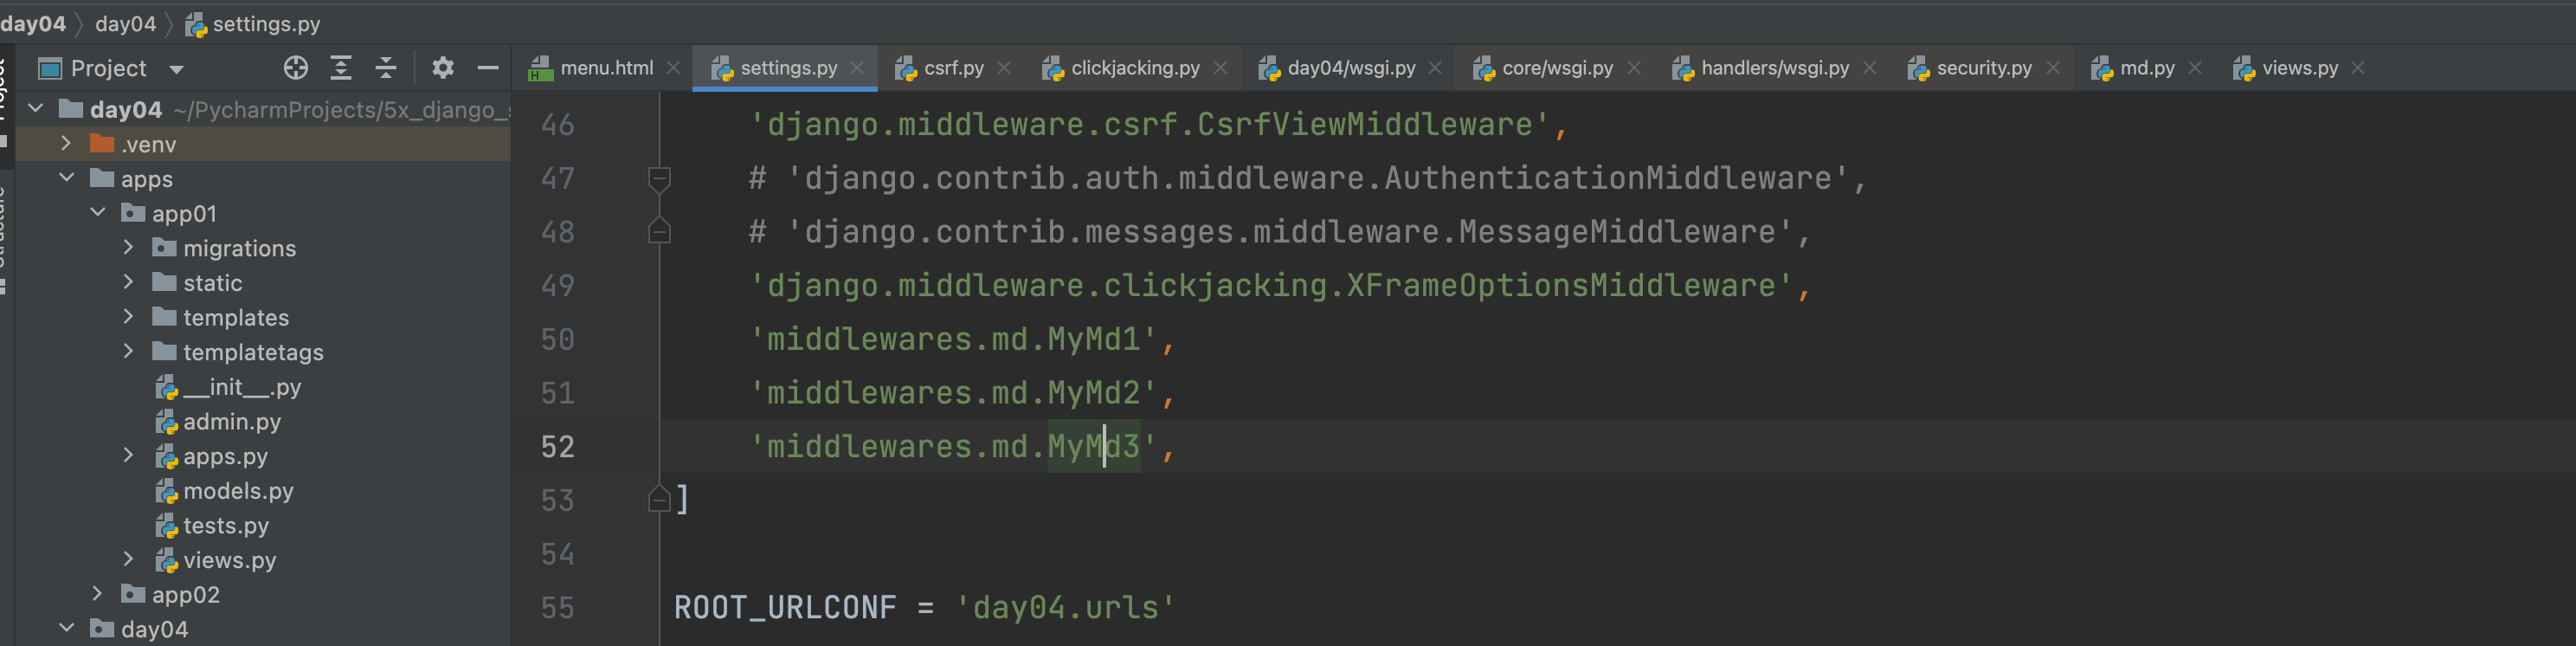 day04 day04 settings.py
Project
menu.html settings.py csrf.py clickjacking.py day04/wsgi.py core/wsgi.py handlers/wsgi.py security.py md.py views.py
Project
day04 ~/PycharmProjects/5x_django_
.venv
apps
app01
migrations
static
templates
templatetags
__init__.py
admin.py
apps.py
models.py
tests.py
views.py
app02
day04
46 'django.middleware.csrf.CsrfViewMiddleware',
47 # 'django.contrib.auth.middleware.AuthenticationMiddleware',
48 # 'django.contrib.messages.middleware.MessageMiddleware',
49 'django.middleware.clickjacking.XFrameOptionsMiddleware',
50 'middlewares.md.MyMd1',
51 'middlewares.md.MyMd2',
52 'middlewares.md.MyMd3',
53 ]
54
55 ROOT_URLCONF = 'day04.urls'